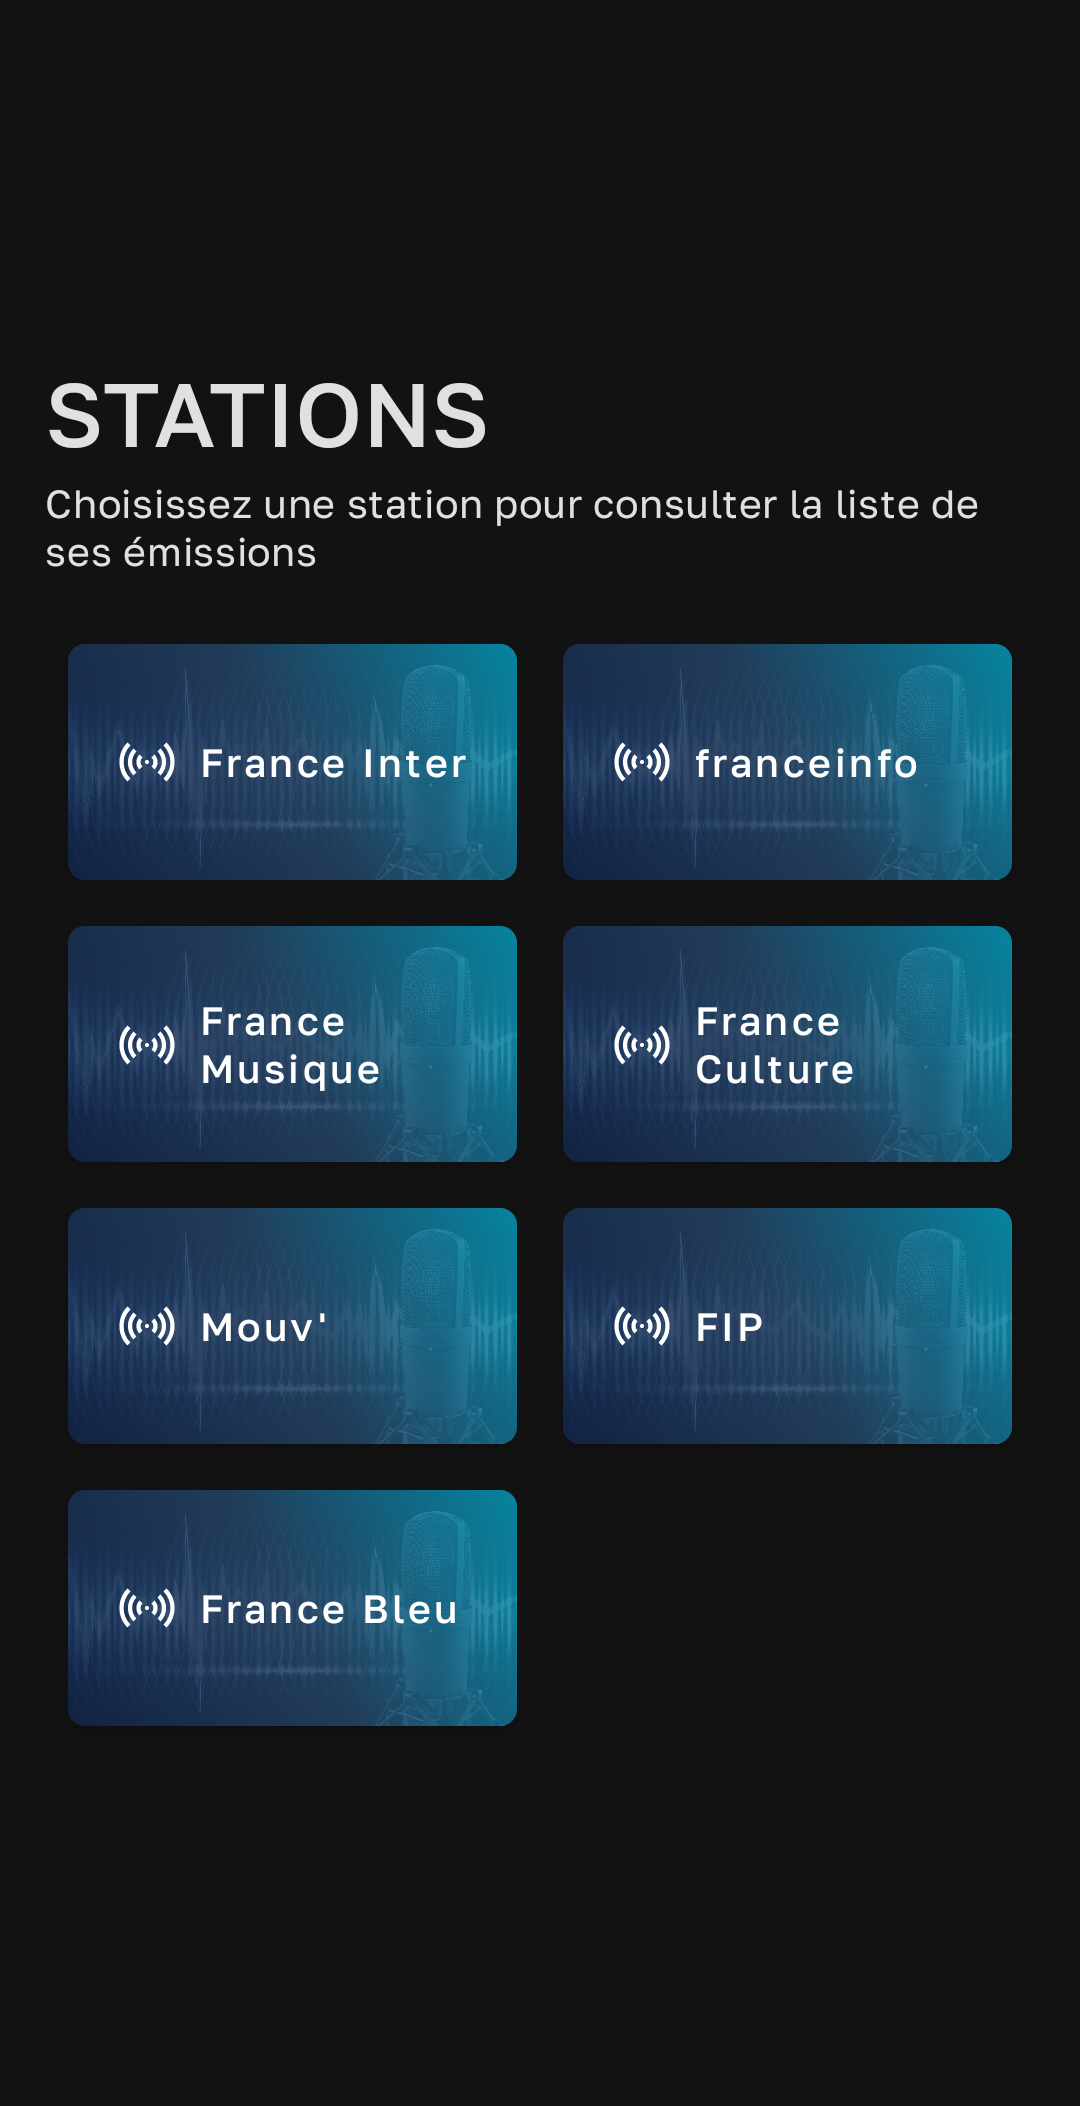 STATIONS
Choisissez une station pour consulter la liste de
ses émissions
France Inter
franceinfo
France
Musique
France
Culture
Mouv'
FIP
France Bleu